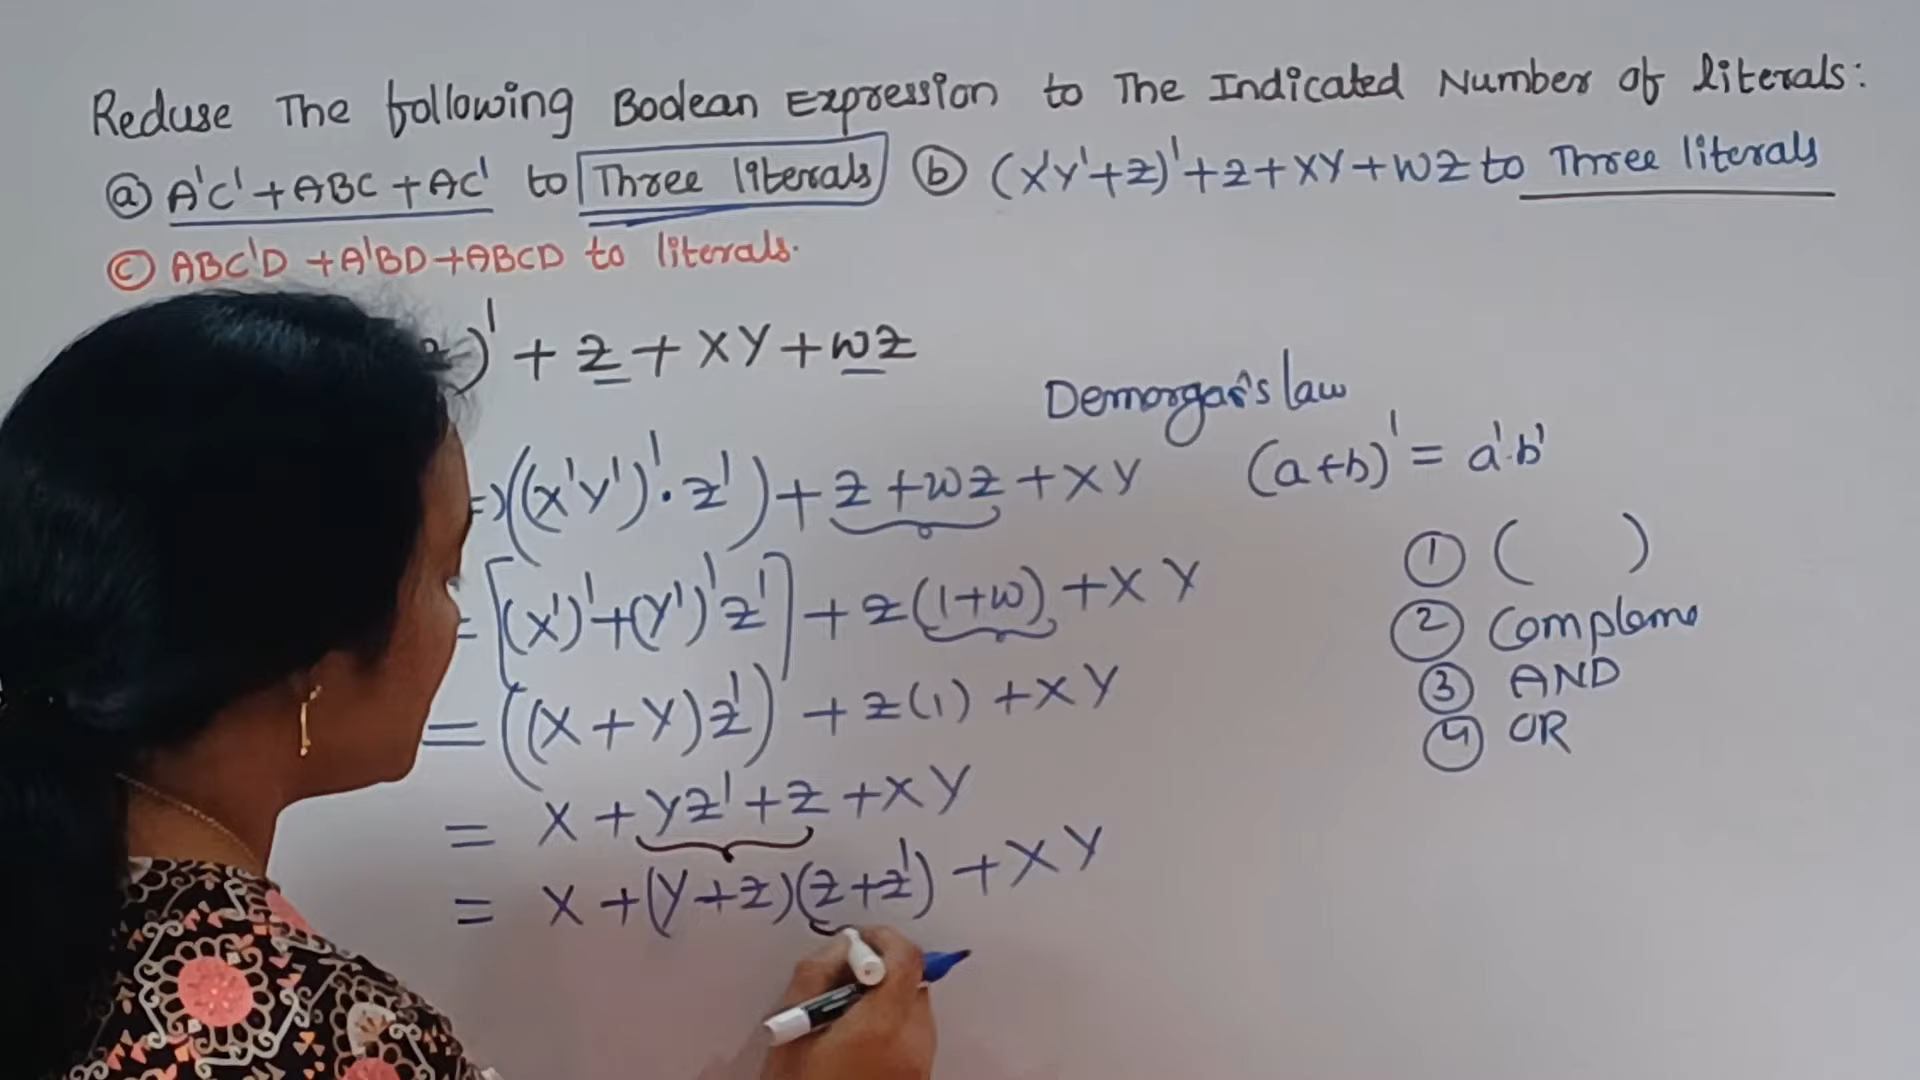 Reduse The following Boolean Expression to The Indicated Number of literals:
ⓐ A'C' + ABC + AC' to Three literals ⓑ (x'y'+z)'+z+xy+wz to Three literals
ⓒ ABC'D + A'BD + ABCD to literals.
)' + z + xy + wz
Demorgan's law
=)((x'y')'·z')+z+wz+xy
(a+b)' = a'·b'
= [(x')'+(y')'z'] + z(1+w) + xy
= ((x+y)z') + z(1) + xy
= x + yz' + z + xy
= x + (y+z)(z+z') + xy
① ( )
② Compleme
③ AND
④ OR